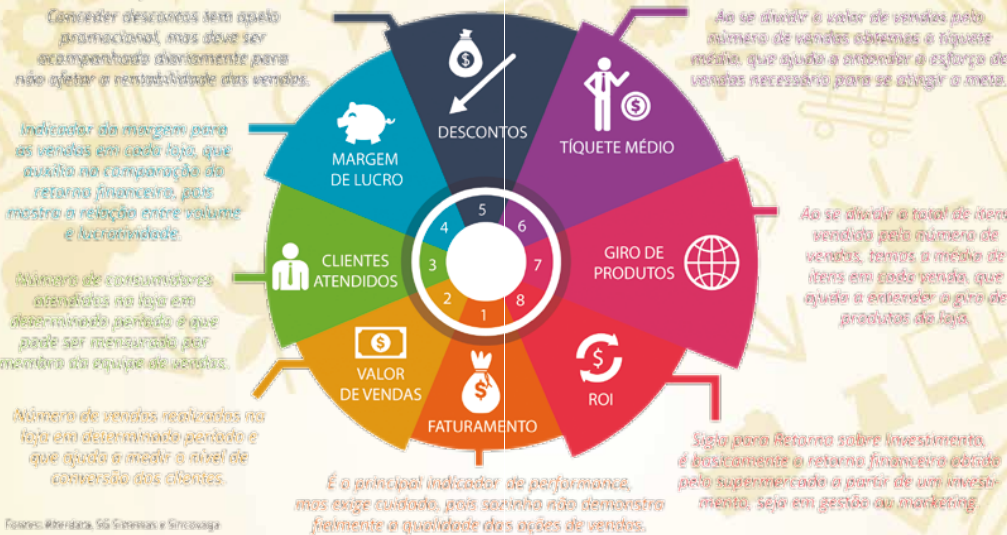 Conceder descontos tem apelo
promocional, mas deve ser
acompanhado diariamente para
não afetar a rentabilidade das vendas.
Ao se dividir o valor de vendas pelo
número de vendas obtemos o tíquete
médio, que ajuda a entender o esforço de
vendas necessário para se atingir a meta.
DESCONTOS
TÍQUETE MÉDIO
Indicador de margem para
as vendas em cada loja, que
auxilia na comparação do
retorno financeiro, pois
mostra a relação entre volume
e lucratividade.
MARGEM
DE LUCRO
5
4
6
3
7
2
8
1
CLIENTES
ATENDIDOS
GIRO DE
PRODUTOS
Ao se dividir o total de itens
vendido pelo número de
vendas, temos a média de
itens em cada venda, que
ajuda a entender o giro de
produtos da loja.
Número de consumidores
atendidos na loja em
determinado período e que
pode ser mensurado por
membro da equipe de vendas.
VALOR
DE VENDAS
FATURAMENTO
ROI
Número de vendas realizadas na
loja em determinado período e
que ajuda a medir o nível de
conversão dos clientes.
É o principal indicador de performance,
mas exige cuidado, pois sozinho não demonstra
fielmente a qualidade das ações de venda.
Sigla para Retorno sobre Investimento,
é basicamente o retorno financeiro obtido
pelo supermercado a partir de um investi-
mento, seja em gestão ou marketing.
Fontes: Alterdata, SG Sistemas e Sincovaga